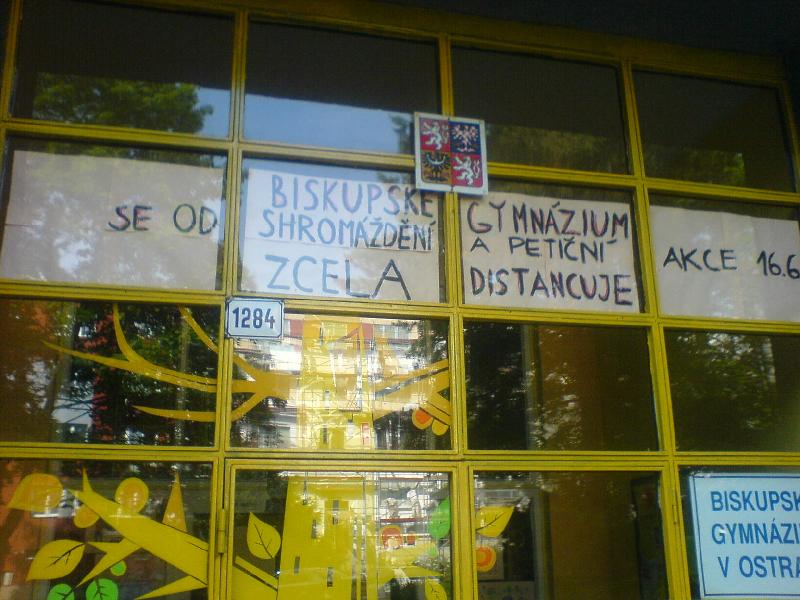 BISKUPSKÉ GYMNÁZIUM
SE OD SHROMÁŽDĚNÍ A PETIČNÍ AKCE 16.6
ZCELA DISTANCUJE
1284
BISKUPSK
GYMNÁZI
V OSTRA